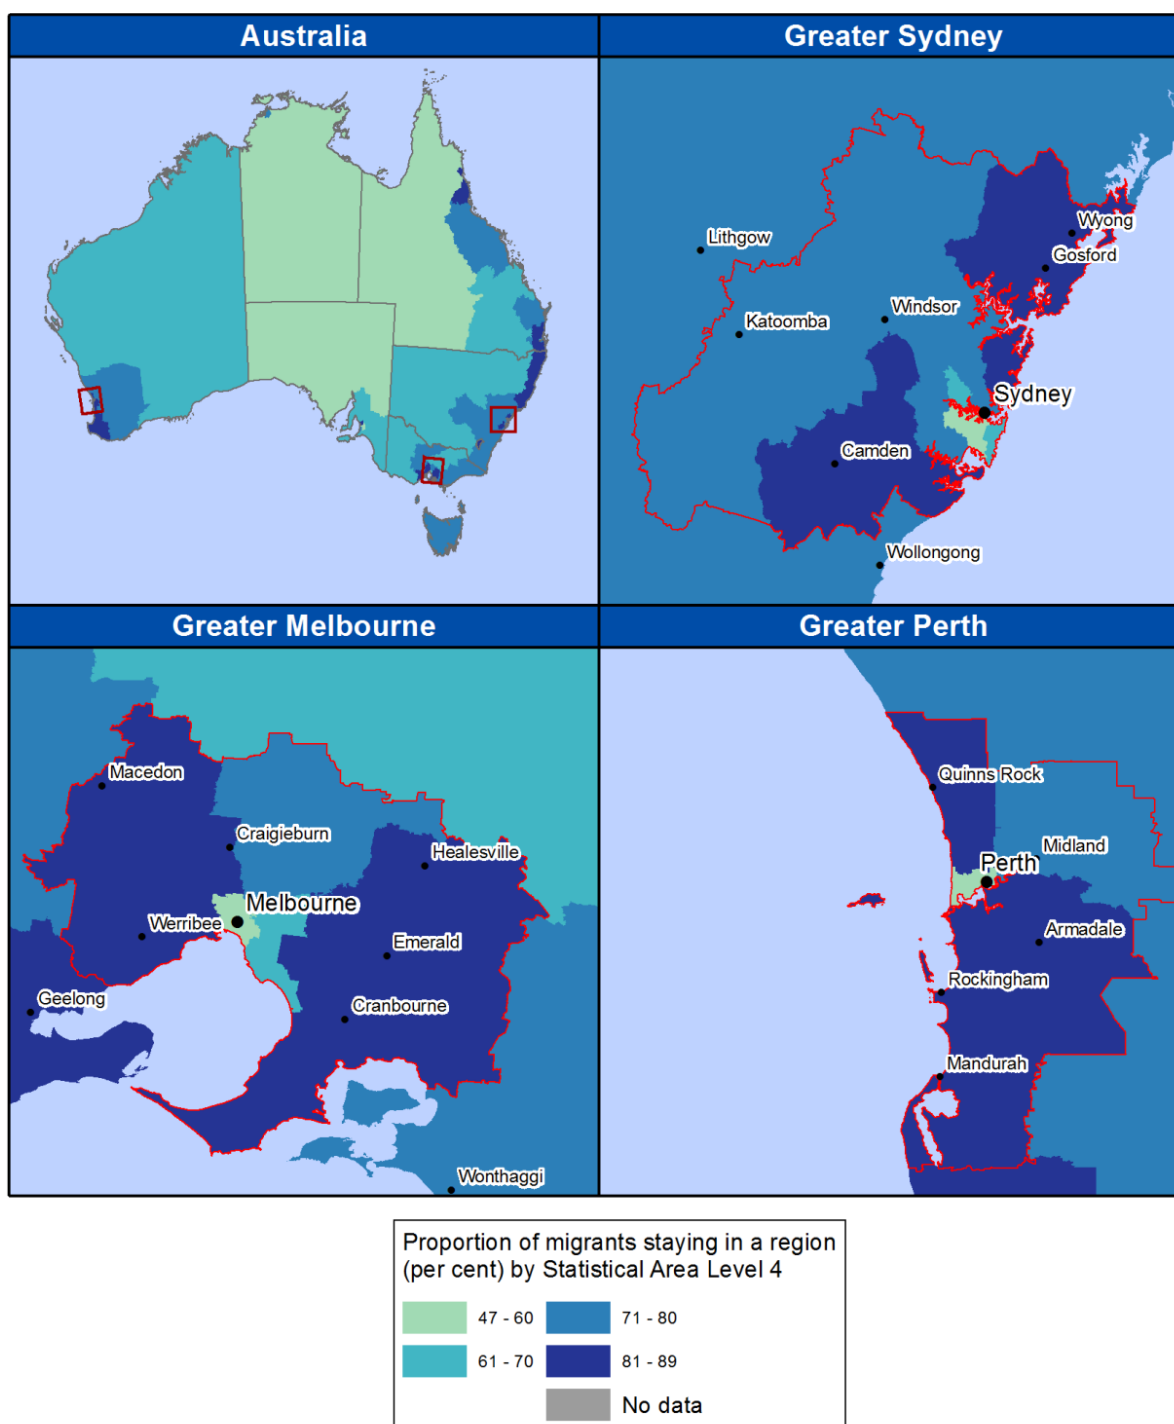 Australia
Greater Sydney
Lithgow
Wyong
Gosford
Katoomba
Windsor
Sydney
Camden
Wollongong
Greater Melbourne
Greater Perth
Macedon
Craigieburn
Healesville
Melbourne
Werribee
Emerald
Geelong
Cranbourne
Wonthaggi
Quinns Rock
Midland
Perth
Armadale
Rockingham
Mandurah
Proportion of migrants staying in a region
(per cent) by Statistical Area Level 4
47 - 60
71 - 80
61 - 70
81 - 89
No data